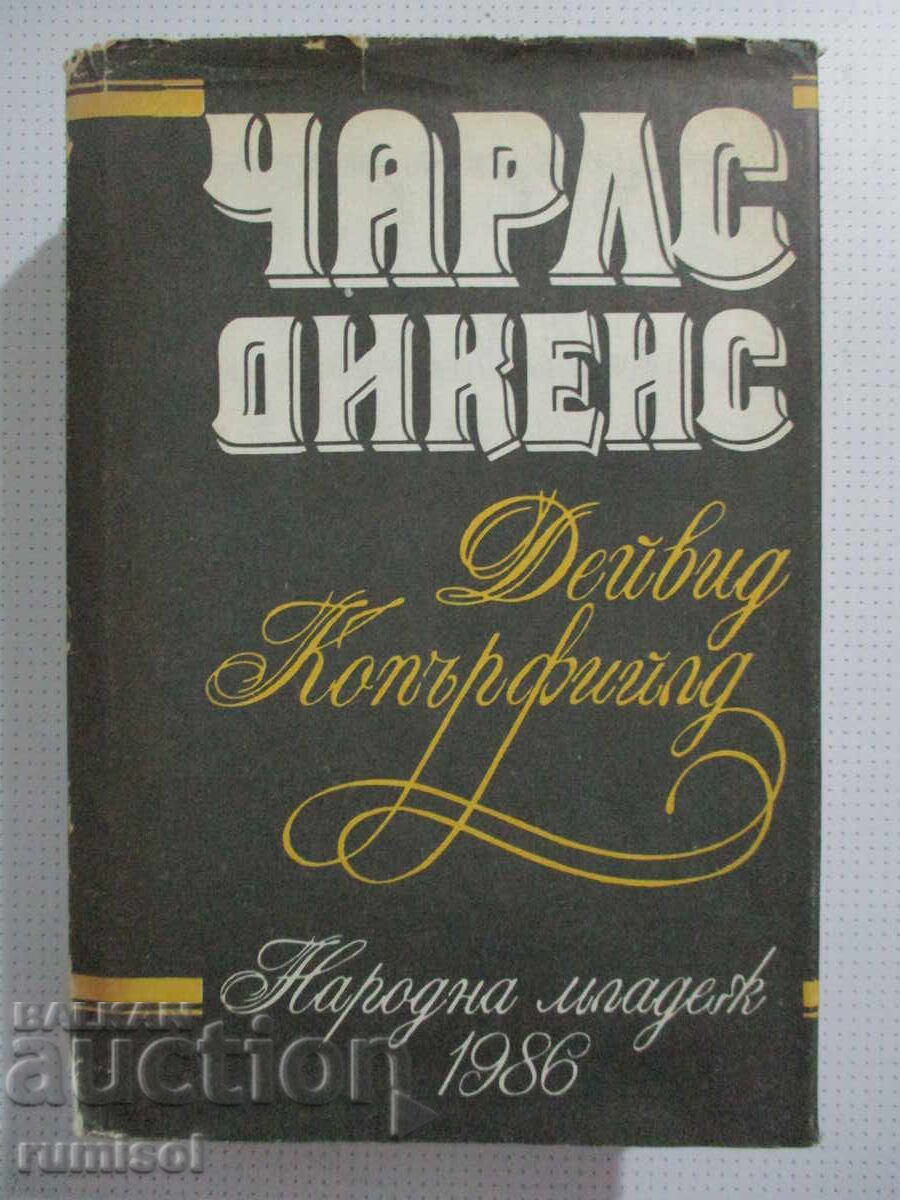 ЧАРЛС
ДИКЕНС
Дейвид
Копърфийлд
Народна младеж
1986
BALKAN
auction
rumisol